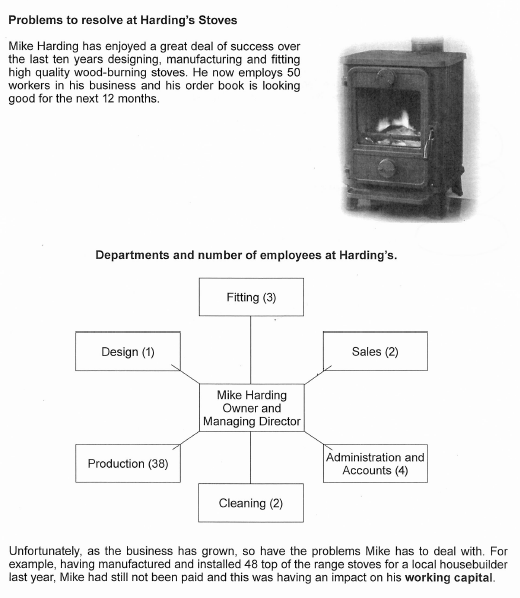 Problems to resolve at Harding's Stoves
Mike Harding has enjoyed a great deal of success over
the last ten years designing, manufacturing and fitting
high quality wood-burning stoves. He now employs 50
workers in his business and his order book is looking
good for the next 12 months.
Departments and number of employees at Harding's.
Fitting (3)
Design (1)
Sales (2)
Mike Harding
Owner and
Managing Director
Production (38)
Administration and
Accounts (4)
Cleaning (2)
Unfortunately, as the business has grown, so have the problems Mike has to deal with. For
example, having manufactured and installed 48 top of the range stoves for a local housebuilder
last year, Mike had still not been paid and this was having an impact on his working capital.